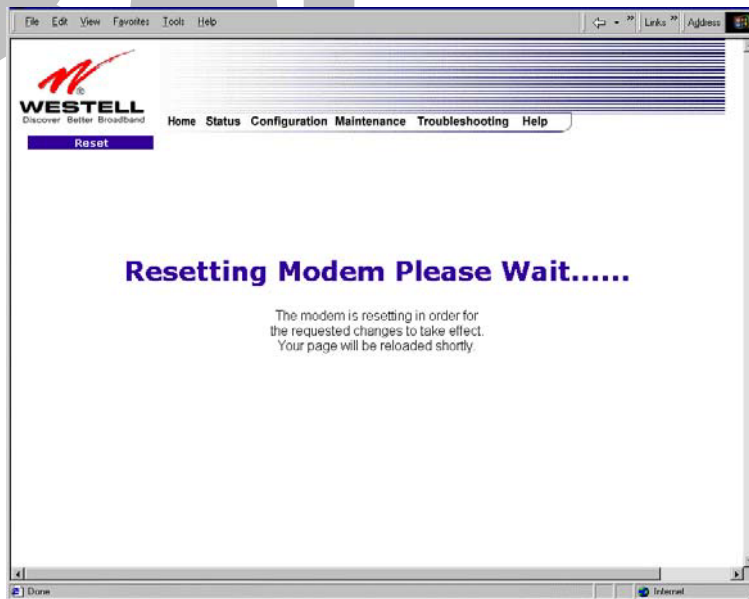 File Edit View Favorites Tools Help
Links » Address
WESTELL ®
Discover Better Broadband
Home Status Configuration Maintenance Troubleshooting Help
Reset
Resetting Modem Please Wait......
The modem is resetting in order for
the requested changes to take effect.
Your page will be reloaded shortly.
Done
Internet